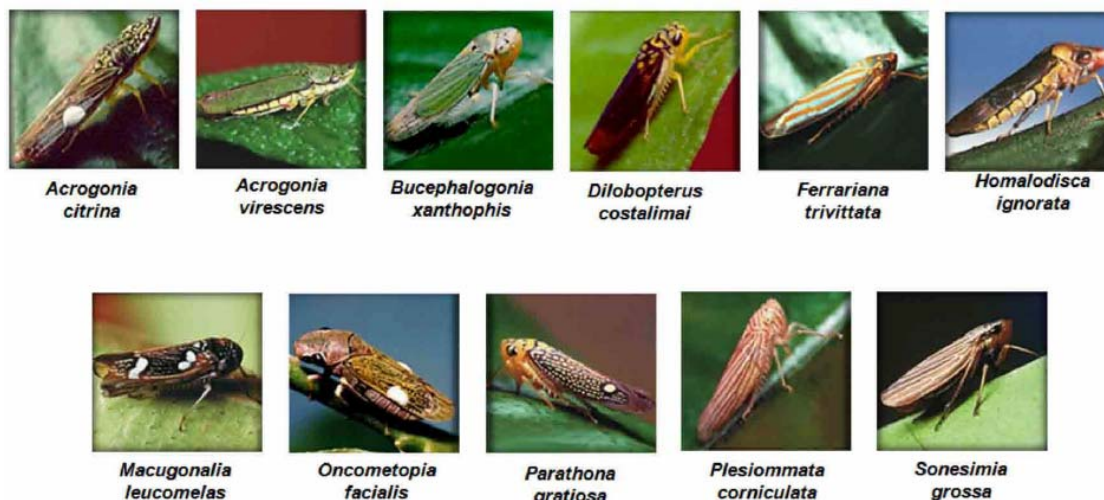 Acrogonia
citrina
Acrogonia
virescens
Bucephalogonia
xanthophis
Dilobopterus
costalimai
Ferrariana
trivittata
Homalodisca
ignorata
Macugonalia
leucomelas
Oncometopia
facialis
Parathona
gratiosa
Plesiommata
corniculata
Sonesimia
grossa